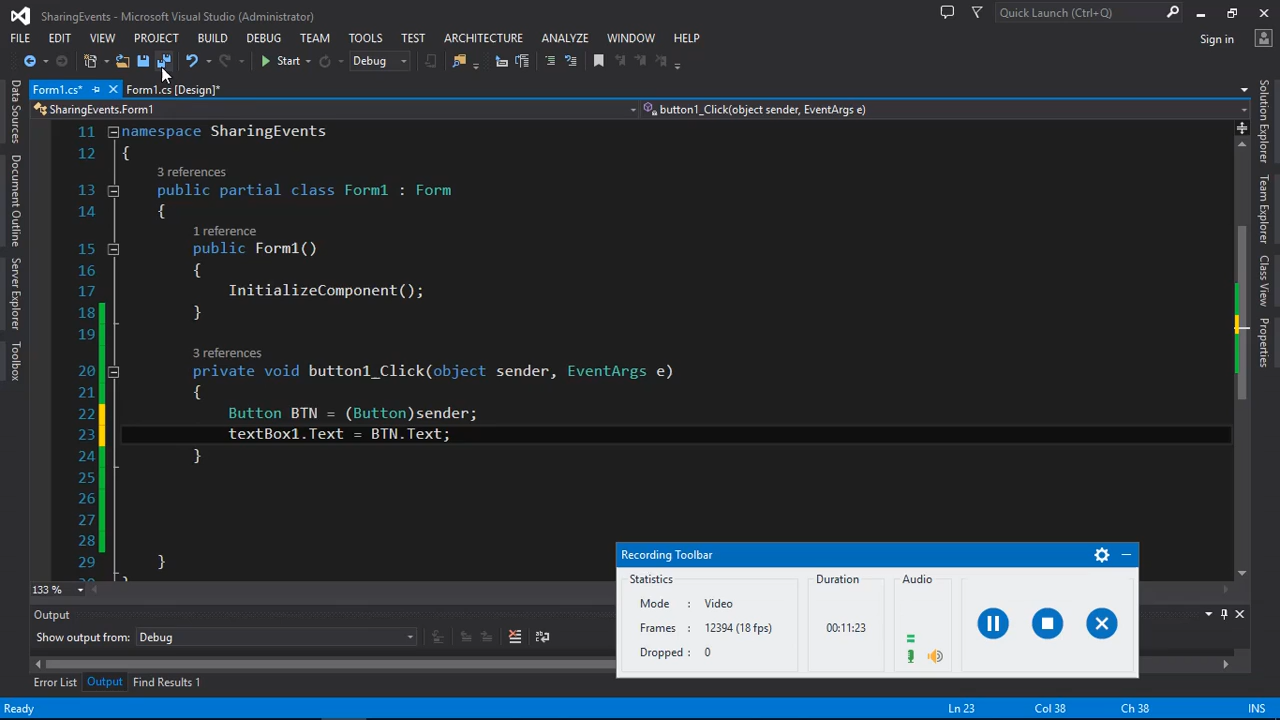 SharingEvents - Microsoft Visual Studio (Administrator)
Quick Launch (Ctrl+Q)
FILE EDIT VIEW PROJECT BUILD DEBUG TEAM TOOLS TEST ARCHITECTURE ANALYZE WINDOW HELP
Sign in
Start Debug
Form1.cs* Form1.cs [Design]*
SharingEvents.Form1 button1_Click(object sender, EventArgs e)
Data Sources
Document Outline
Server Explorer
Toolbox
Solution Explorer
Team Explorer
Class View
Properties
11 namespace SharingEvents
12 {
3 references
13 public partial class Form1 : Form
14 {
1 reference
15 public Form1()
16 {
17 InitializeComponent();
18 }
19
3 references
20 private void button1_Click(object sender, EventArgs e)
21 {
22 Button BTN = (Button)sender;
23 textBox1.Text = BTN.Text;
24 }
25
26
27
28
29 }
30 }
133 %
Recording Toolbar
Statistics
Mode : Video
Frames : 12394 (18 fps)
Dropped : 0
Duration
00:11:23
Audio
Output
Show output from: Debug
Error List Output Find Results 1
Ready Ln 23 Col 38 Ch 38 INS